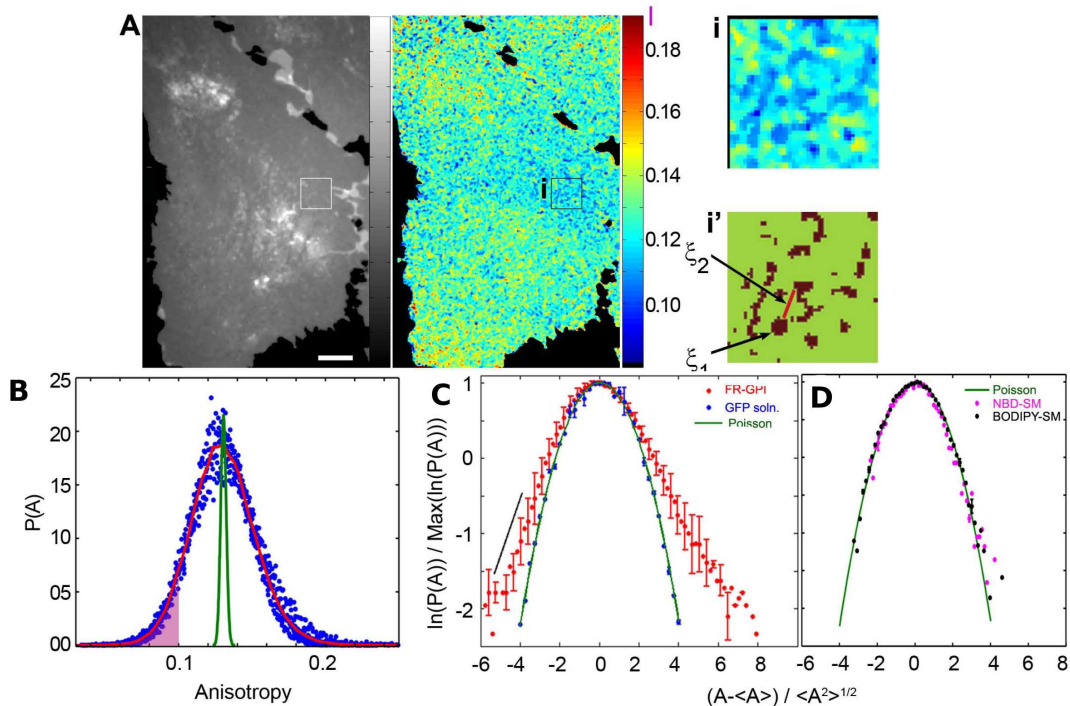 A
i
I
0.18
0.16
0.14
0.12
0.10
i
i’
ξ2
ξ1
B
25
20
15
10
05
00
P(A)
0.1
0.2
Anisotropy
C
1
0
-1
-2
ln(P(A)) / Max(ln(P(A)))
FR-GPI
GFP soln.
Poisson
-6 -4 -2 0 2 4 6 8
D
Poisson
NBD-SM
BODIPY-SM
-6 -4 -2 0 2 4 6 8
(A-<A>) / <A²>¹/²